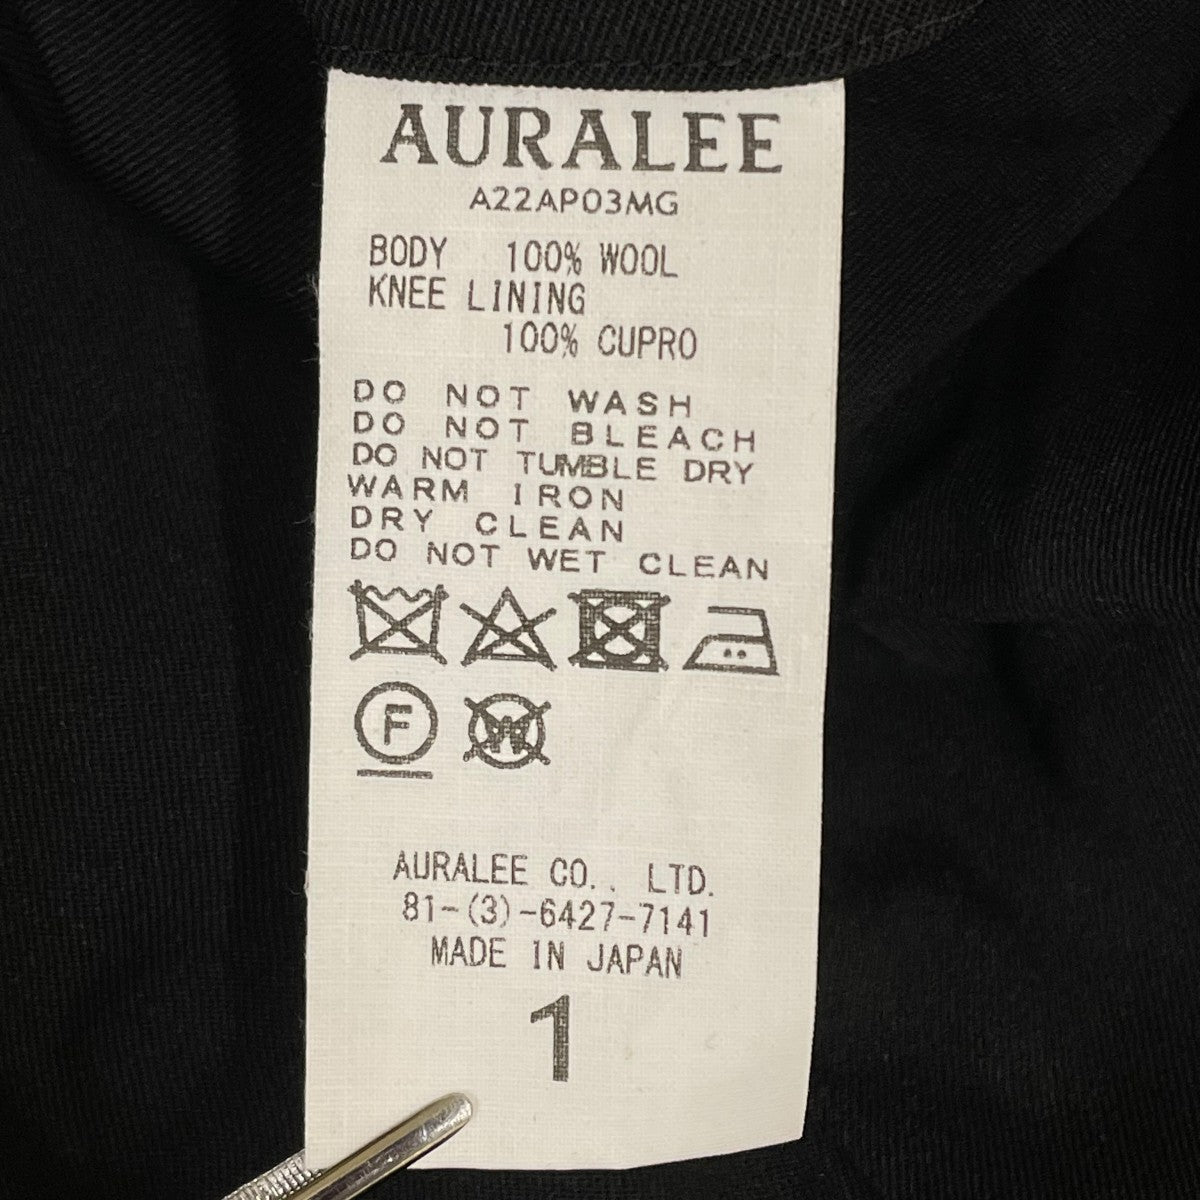 AURALEE
A22AP03MG
BODY 100% WOOL
KNEE LINING
100% CUPRO
DO NOT WASH
DO NOT BLEACH
DO NOT TUMBLE DRY
WARM IRON
DRY CLEAN
DO NOT WET CLEAN
F W
AURALEE CO., LTD.
81-(3)-6427-7141
MADE IN JAPAN
1